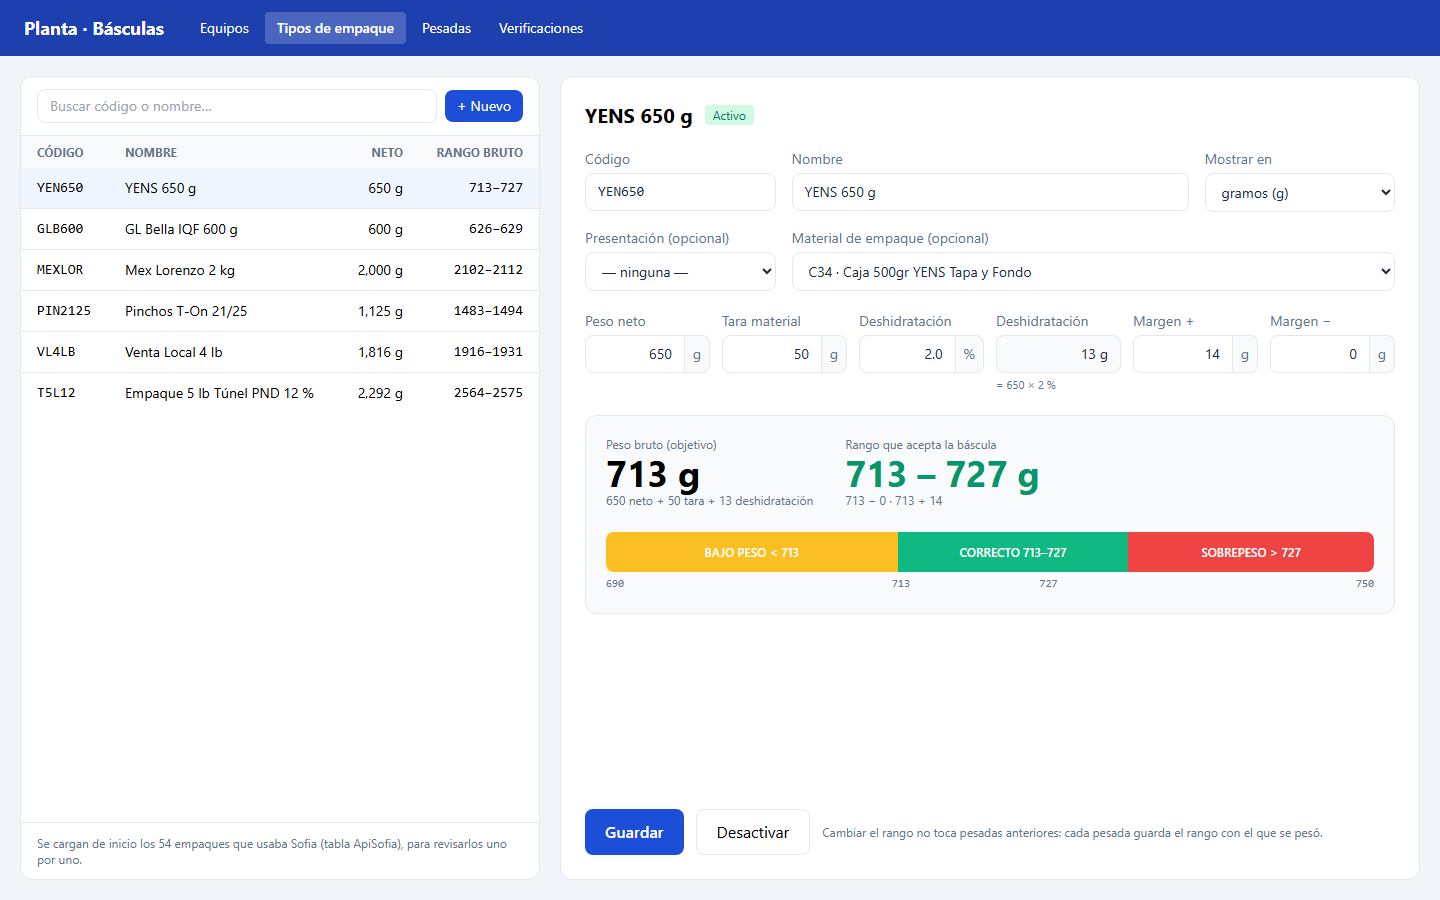 Planta · Básculas
Equipos
Tipos de empaque
Pesadas
Verificaciones
Buscar código o nombre...
+ Nuevo
CÓDIGO NOMBRE NETO RANGO BRUTO
YEN650 YENS 650 g 650 g 713–727
GLB600 GL Bella IQF 600 g 600 g 626–629
MEXLOR Mex Lorenzo 2 kg 2,000 g 2102–2112
PIN2125 Pinchos T-On 21/25 1,125 g 1483–1494
VL4LB Venta Local 4 lb 1,816 g 1916–1931
T5L12 Empaque 5 lb Túnel PND 12 % 2,292 g 2564–2575
Se cargan de inicio los 54 empaques que usaba Sofia (tabla ApiSofia), para revisarlos uno
por uno.
YENS 650 g Activo
Código Nombre Mostrar en
YEN650 YENS 650 g gramos (g)
Presentación (opcional) Material de empaque (opcional)
— ninguna — C34 · Caja 500gr YENS Tapa y Fondo
Peso neto Tara material Deshidratación Deshidratación Margen + Margen −
650 g 50 g 2.0 % 13 g 14 g 0 g
= 650 × 2 %
Peso bruto (objetivo) Rango que acepta la báscula
713 g 713 – 727 g
650 neto + 50 tara + 13 deshidratación 713 − 0 · 713 + 14
BAJO PESO < 713 CORRECTO 713–727 SOBREPESO > 727
690 713 727 750
Guardar Desactivar Cambiar el rango no toca pesadas anteriores: cada pesada guarda el rango con el que se pesó.